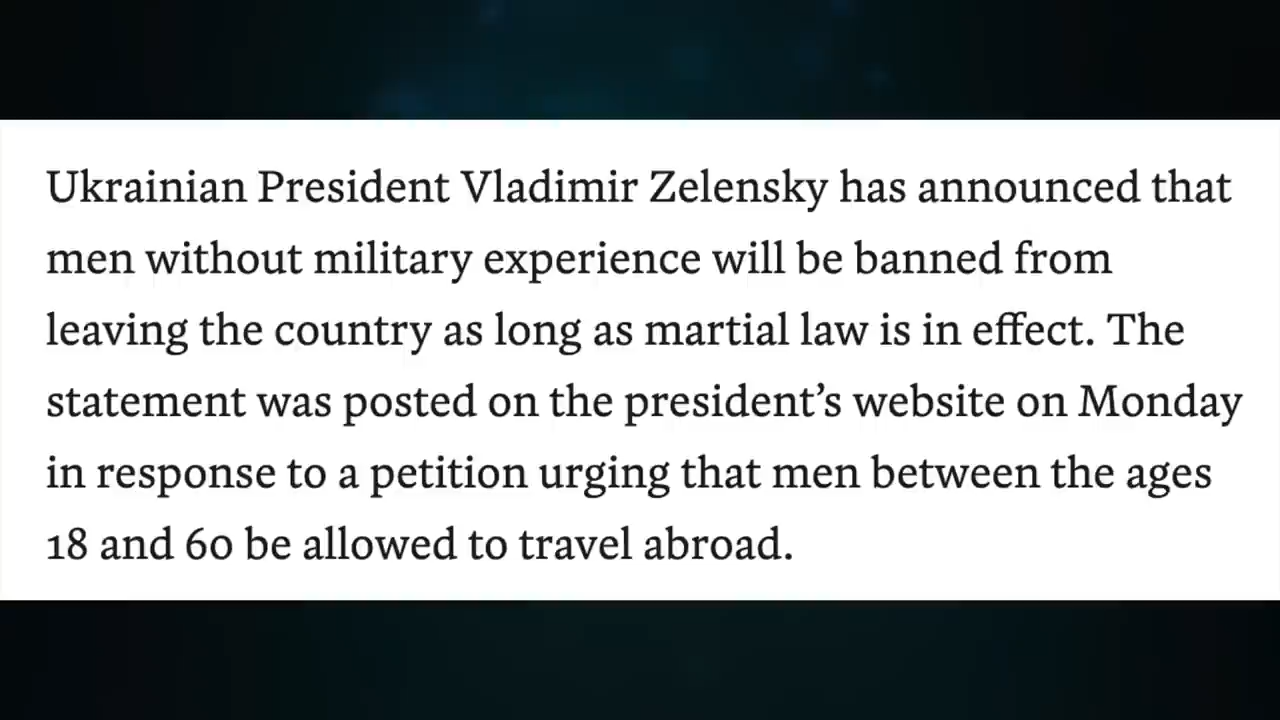 Ukrainian President Vladimir Zelensky has announced that
men without military experience will be banned from
leaving the country as long as martial law is in effect. The
statement was posted on the president’s website on Monday
in response to a petition urging that men between the ages
18 and 60 be allowed to travel abroad.